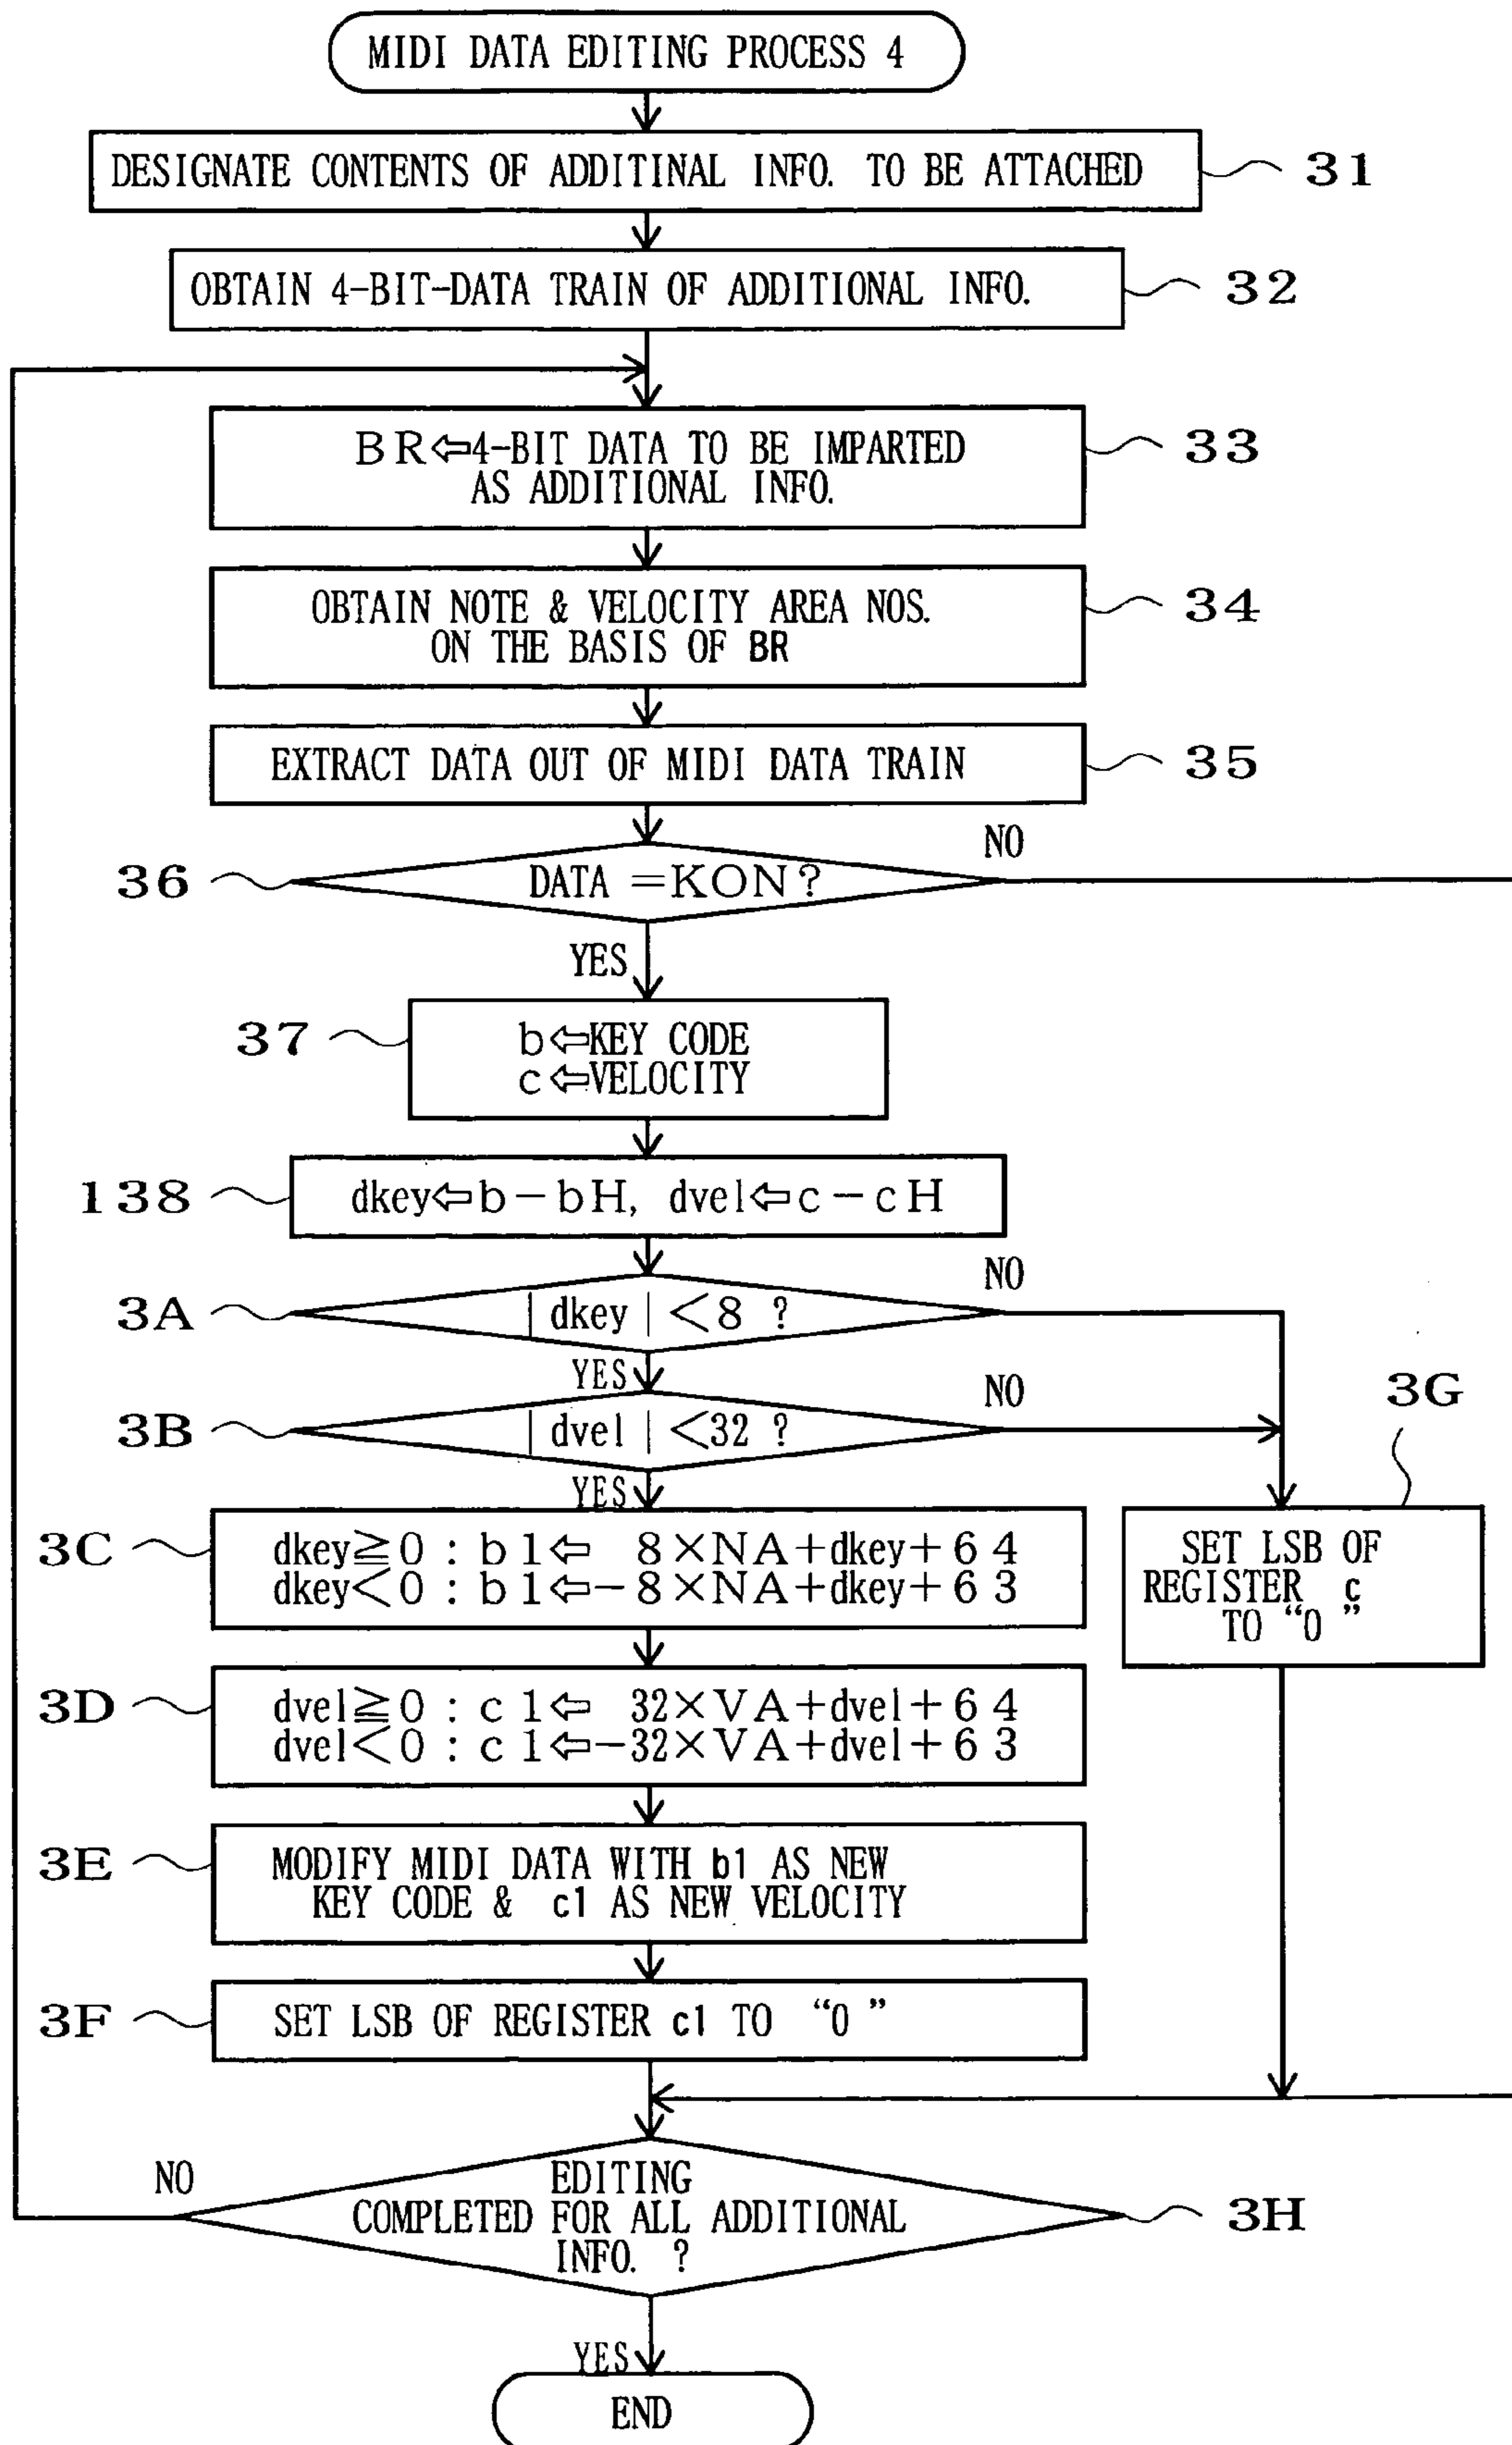 MIDI DATA EDITING PROCESS 4
DESIGNATE CONTENTS OF ADDITINAL INFO. TO BE ATTACHED
31
OBTAIN 4-BIT-DATA TRAIN OF ADDITIONAL INFO.
32
BR⇦4-BIT DATA TO BE IMPARTED
AS ADDITIONAL INFO.
33
OBTAIN NOTE & VELOCITY AREA NOS.
ON THE BASIS OF BR
34
EXTRACT DATA OUT OF MIDI DATA TRAIN
35
NO
36
DATA =KON?
YES
37
b⇦KEY CODE
c⇦VELOCITY
138
dkey⇦b-bH, dvel⇦c-cH
NO
3A
|dkey|<8 ?
YES
NO
3B
|dvel|<32 ?
YES
3G
SET LSB OF
REGISTER c
TO “0”
3C
dkey≧0 : b1⇦ 8×NA+dkey+64
dkey<0 : b1⇦-8×NA+dkey+63
3D
dvel≧0 : c1⇦ 32×VA+dvel+64
dvel<0 : c1⇦-32×VA+dvel+63
3E
MODIFY MIDI DATA WITH b1 AS NEW
KEY CODE & c1 AS NEW VELOCITY
3F
SET LSB OF REGISTER c1 TO “0”
NO
EDITING
COMPLETED FOR ALL ADDITIONAL
INFO. ?
3H
YES
END